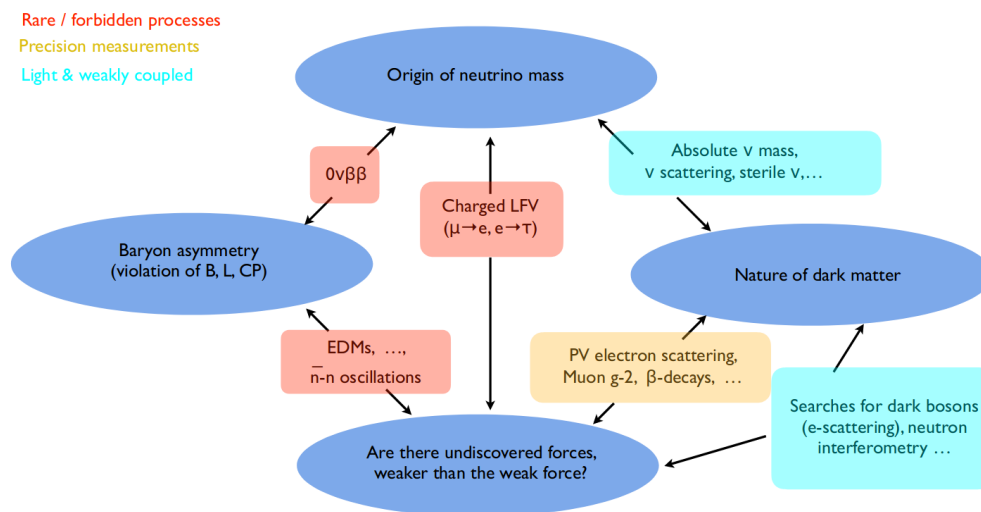 Rare / forbidden processes
Precision measurements
Light & weakly coupled
Origin of neutrino mass
0νββ
Absolute ν mass,
ν scattering, sterile ν,…
Charged LFV
(μ→e, e→τ)
Baryon asymmetry
(violation of B, L, CP)
Nature of dark matter
EDMs, …,
n̅-n oscillations
PV electron scattering,
Muon g-2, β-decays, …
Searches for dark bosons
(e-scattering), neutron
interferometry …
Are there undiscovered forces,
weaker than the weak force?